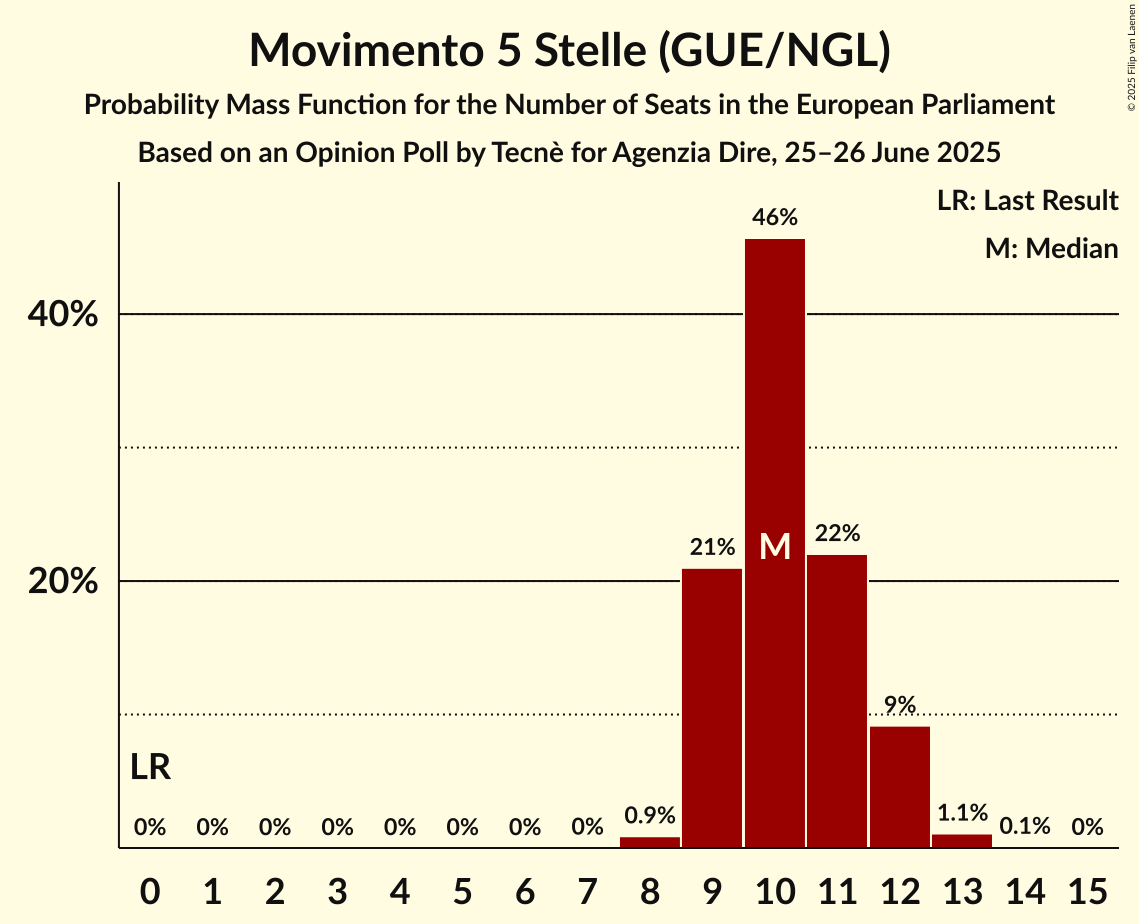 Movimento 5 Stelle (GUE/NGL)
Probability Mass Function for the Number of Seats in the European Parliament
Based on an Opinion Poll by Tecnè for Agenzia Dire, 25–26 June 2025
© 2025 Filip van Laenen
LR: Last Result
M: Median
46%
40%
22%
21%
M
20%
9%
LR
0% 0% 0% 0% 0% 0% 0% 0% 0.9% 1.1% 0.1% 0%
0 1 2 3 4 5 6 7 8 9 10 11 12 13 14 15